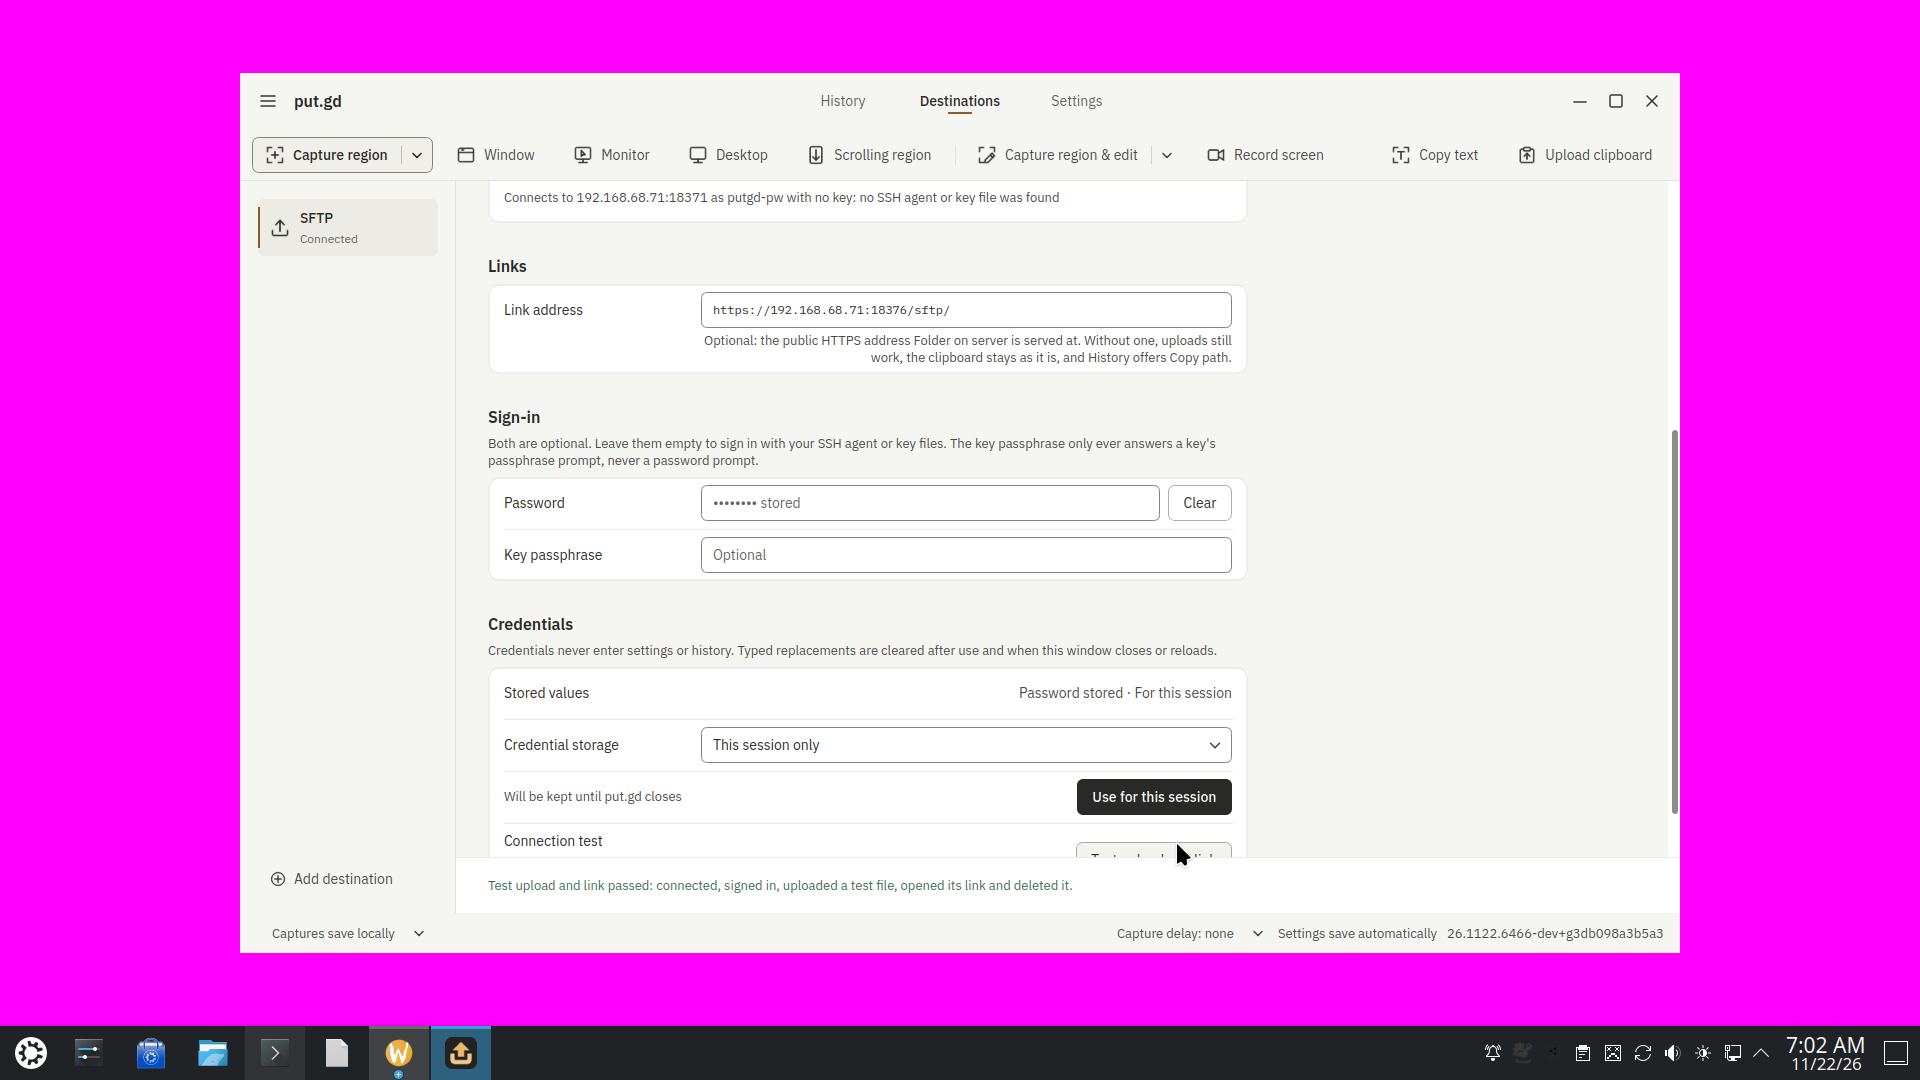 put.gd
History
Destinations
Settings
Capture region
Window
Monitor
Desktop
Scrolling region
Capture region & edit
Record screen
Copy text
Upload clipboard
SFTP
Connected
Connects to 192.168.68.71:18371 as putgd-pw with no key: no SSH agent or key file was found
Links
Link address
https://192.168.68.71:18376/sftp/
Optional: the public HTTPS address Folder on server is served at. Without one, uploads still
work, the clipboard stays as it is, and History offers Copy path.
Sign-in
Both are optional. Leave them empty to sign in with your SSH agent or key files. The key passphrase only ever answers a key's
passphrase prompt, never a password prompt.
Password
•••••••• stored
Clear
Key passphrase
Optional
Credentials
Credentials never enter settings or history. Typed replacements are cleared after use and when this window closes or reloads.
Stored values
Password stored · For this session
Credential storage
This session only
Will be kept until put.gd closes
Use for this session
Connection test
Add destination
Test upload and link passed: connected, signed in, uploaded a test file, opened its link and deleted it.
Captures save locally
Capture delay: none
Settings save automatically
26.1122.6466-dev+g3db098a3b5a3
7:02 AM
11/22/26